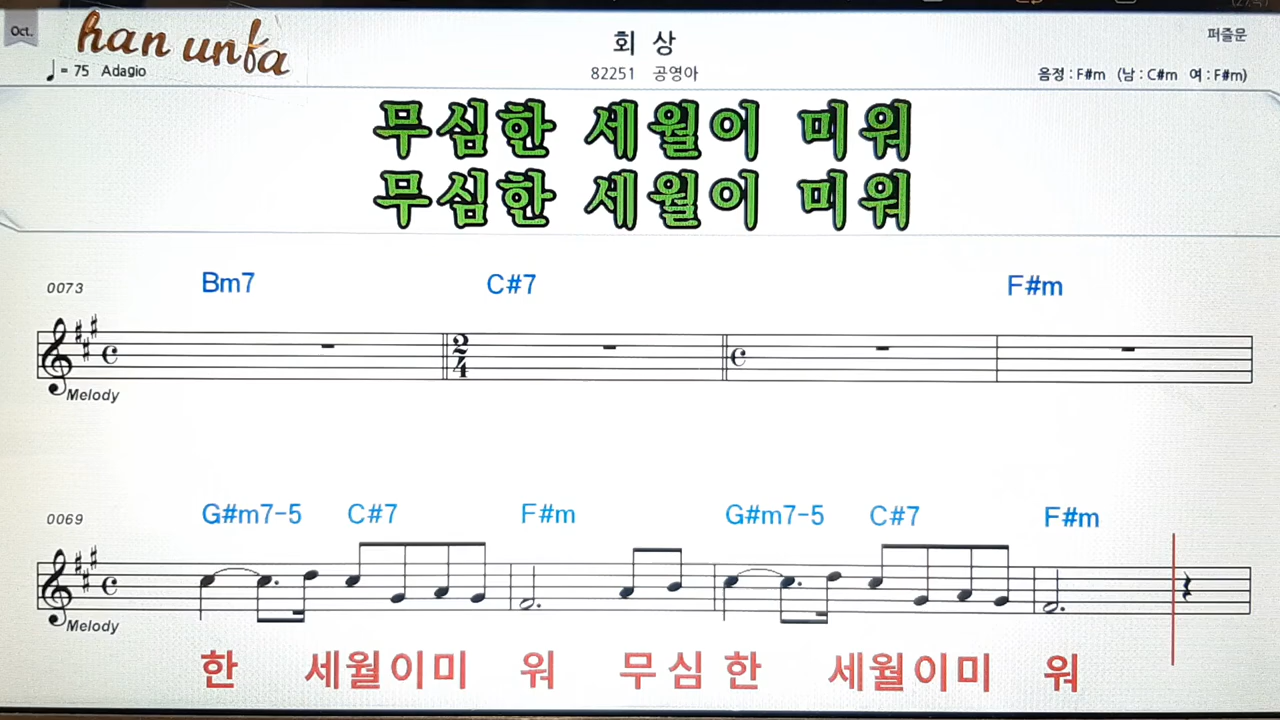 Oct.
han unfa
회 상
퍼즐문
♩ = 75 Adagio
82251 공영아
음정 : F#m (남 : C#m 여 : F#m)
무심한 세월이 미워
무심한 세월이 미워
0073
Bm7 C#7 F#m
2
4
Melody
0069
G#m7-5 C#7 F#m G#m7-5 C#7 F#m
Melody
한 세월이미 워 무심한 세월이미 워